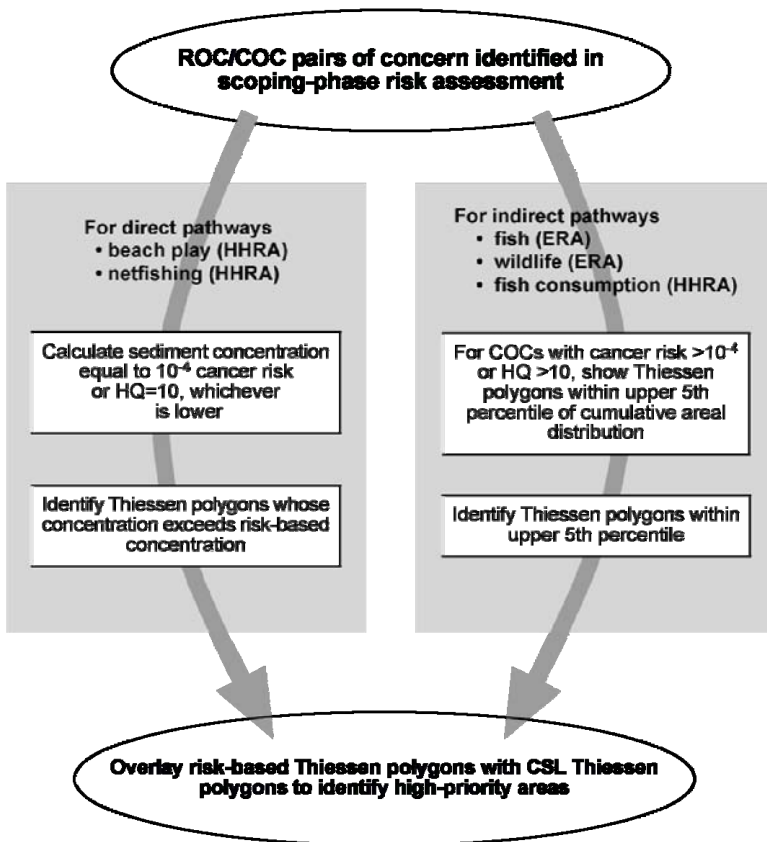 ROC/COC pairs of concern identified in
scoping-phase risk assessment
For direct pathways
• beach play (HHRA)
• netfishing (HHRA)
Calculate sediment concentration
equal to 10⁻⁴ cancer risk
or HQ=10, whichever
is lower
Identify Thiessen polygons whose
concentration exceeds risk-based
concentration
For indirect pathways
• fish (ERA)
• wildlife (ERA)
• fish consumption (HHRA)
For COCs with cancer risk >10⁻⁴
or HQ >10, show Thiessen
polygons within upper 5th
percentile of cumulative areal
distribution
Identify Thiessen polygons within
upper 5th percentile
Overlay risk-based Thiessen polygons with CSL Thiessen
polygons to identify high-priority areas